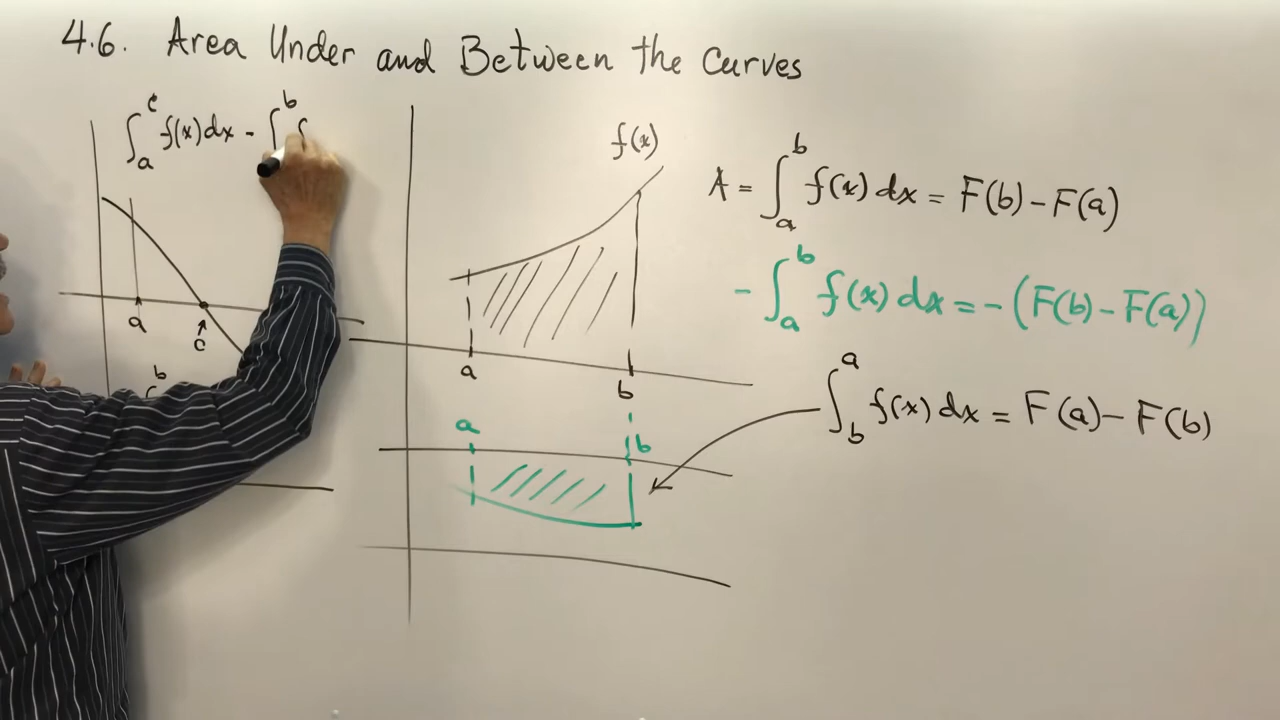 4.6. Area Under and Between the Curves
∫_a^c f(x) dx - ∫^b f
a
c
b
f(x)
a
b
a
b
A = ∫_a^b f(x) dx = F(b) - F(a)
- ∫_a^b f(x) dx = - (F(b) - F(a))
∫_b^a f(x) dx = F(a) - F(b)